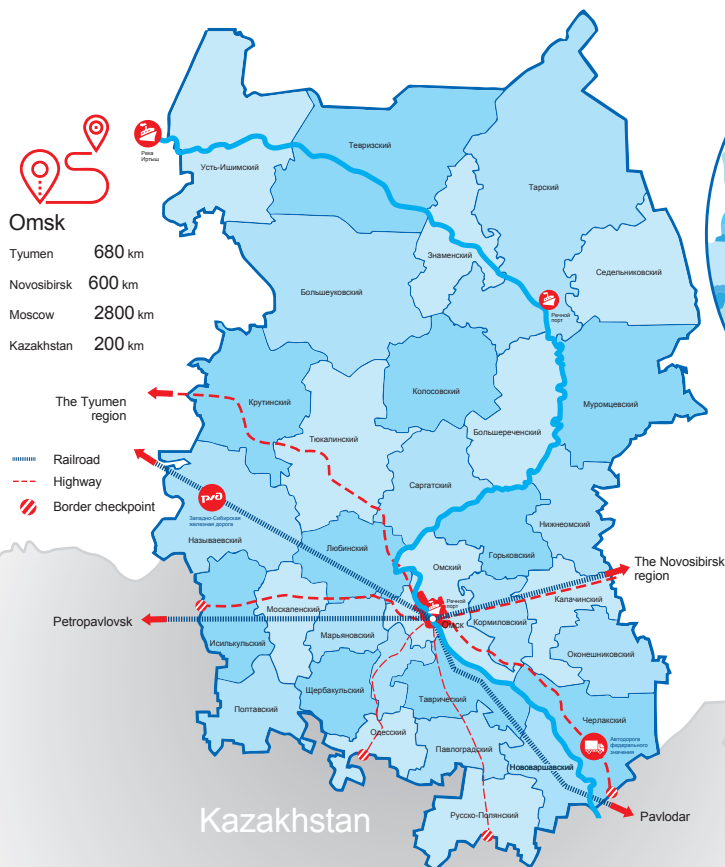 Река
Иртыш
Усть-Ишимский
Тевризский
Тарский
Знаменский
Седельниковский
Большеуковский
Речной
порт
Omsk
Tyumen 680 km
Novosibirsk 600 km
Moscow 2800 km
Kazakhstan 200 km
The Tyumen
region
Крутинский
Колосовский
Муромцевский
Тюкалинский
Большереченский
Railroad
Highway
Border checkpoint
Саргатский
РЖД
Западно-Сибирская
железная дорога
Называевский
Нижнеомский
Любинский
Омский
Горьковский
The Novosibirsk
region
Калачинский
Речной
порт
Омск
Москаленский
Кормиловский
Petropavlovsk
Марьяновский
Исилькульский
Оконешниковский
Щербакульский
Таврический
Полтавский
Черлакский
Одесский
Автодорога
федерального
значения
Павлоградский
Нововаршавский
Pavlodar
Русско-Полянский
Kazakhstan